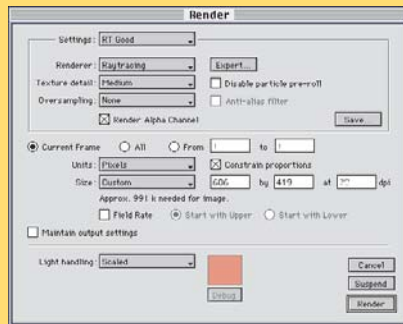 Render
Settings: RT Good
Renderer: Raytracing Expert...
Texture detail: Medium Disable particle pre-roll
Oversampling: None Anti-alias filter
Render Alpha Channel Save...
Current Frame All From 1 to 1
Units: Pixels Constrain proportions
Size: Custom 606 by 419 at dpi
Approx. 991 k needed for image.
Field Rate Start with Upper Start with Lower
Maintain output settings
Light handling: Scaled Cancel
Debug Suspend
Render